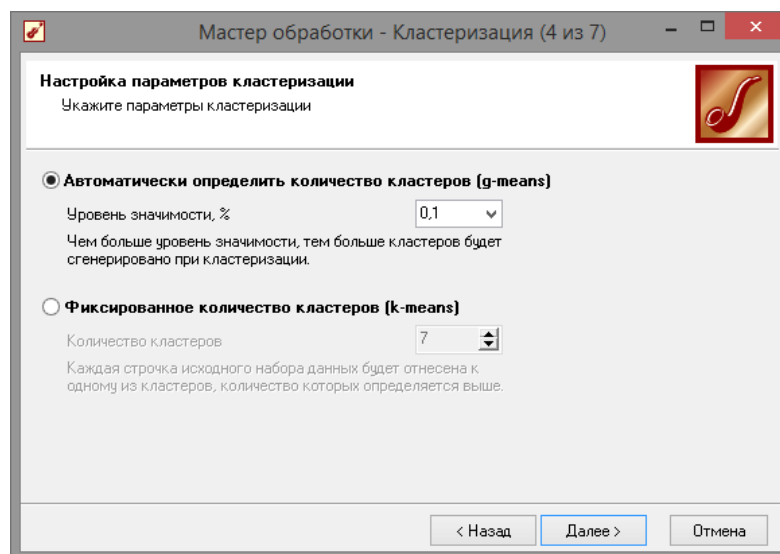 Мастер обработки - Кластеризация (4 из 7)
Настройка параметров кластеризации
Укажите параметры кластеризации
Автоматически определить количество кластеров (g-means)
Уровень значимости, % 0,1
Чем больше уровень значимости, тем больше кластеров будет
сгенерировано при кластеризации.
Фиксированное количество кластеров (k-means)
Количество кластеров 7
Каждая строчка исходного набора данных будет отнесена к
одному из кластеров, количество которых определяется выше.
< Назад Далее > Отмена